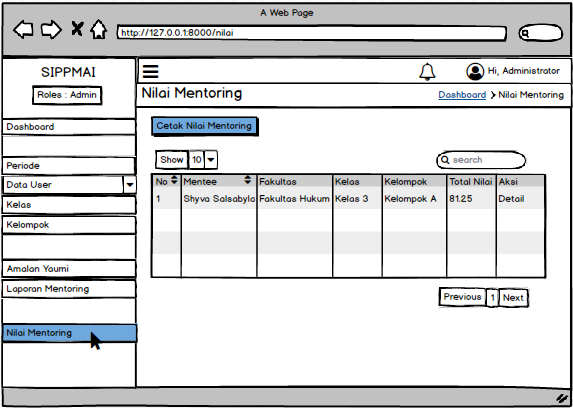 A Web Page
http://127.0.0.1:8000/nilai
SIPPMAI
Roles : Admin
Dashboard
Periode
Data User
Kelas
Kelompok
Amalan Yaumi
Laporan Mentoring
Nilai Mentoring
Hi, Administrator
Nilai Mentoring
Dashboard > Nilai Mentoring
Cetak Nilai Mentoring
Show 10
search
No Mentee Fakultas Kelas Kelompok Total Nilai Aksi
1 Shyva Salsabyla Fakultas Hukum Kelas 3 Kelompok A 81.25 Detail
Previous 1 Next